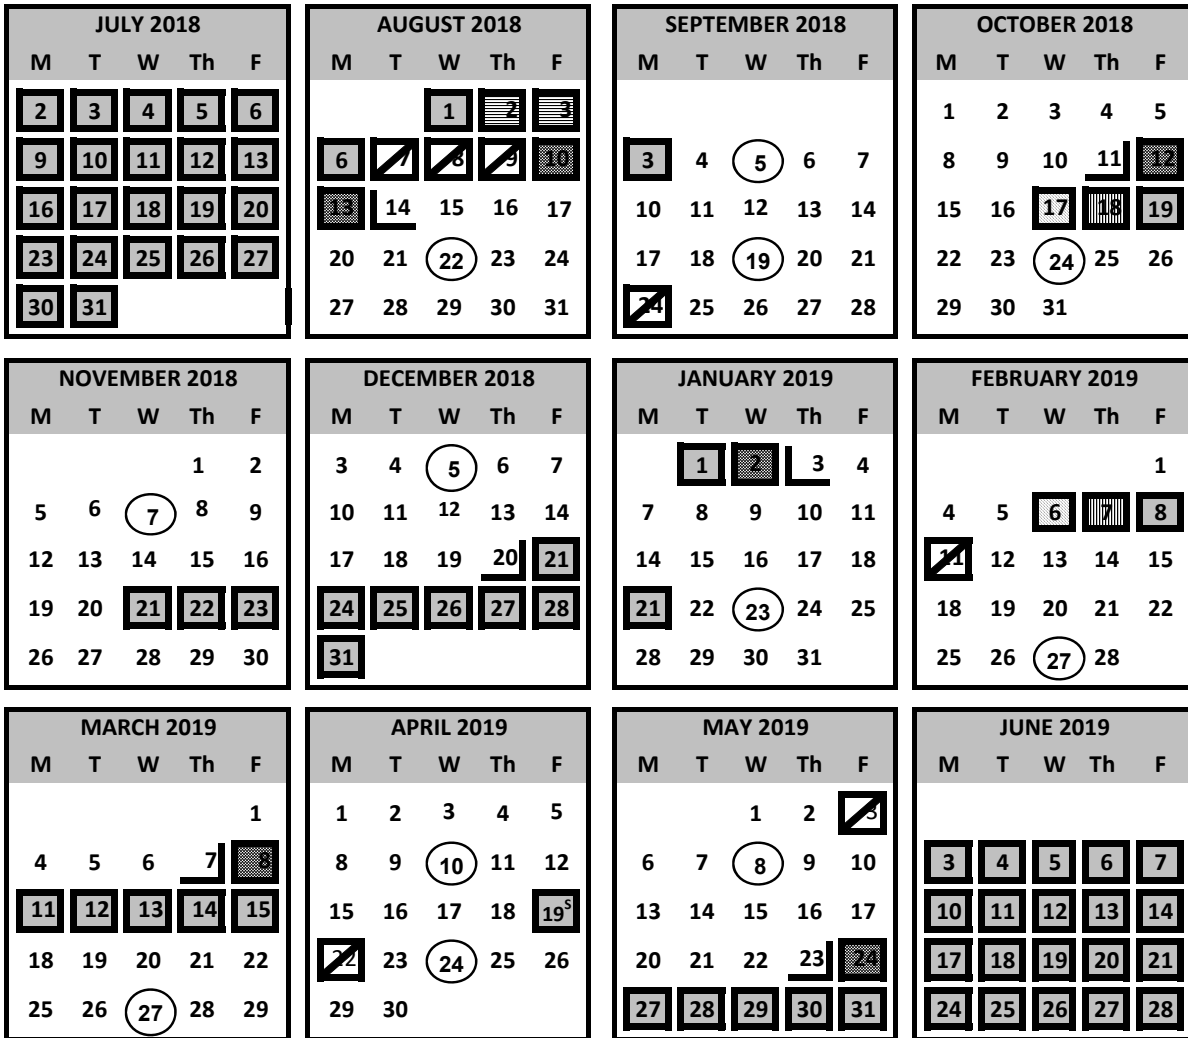 JULY 2018
M T W Th F
2 3 4 5 6
9 10 11 12 13
16 17 18 19 20
23 24 25 26 27
30 31
AUGUST 2018
M T W Th F
1 2 3
6 7 8 9 10
13 14 15 16 17
20 21 22 23 24
27 28 29 30 31
SEPTEMBER 2018
M T W Th F
3 4 5 6 7
10 11 12 13 14
17 18 19 20 21
24 25 26 27 28
OCTOBER 2018
M T W Th F
1 2 3 4 5
8 9 10 11 12
15 16 17 18 19
22 23 24 25 26
29 30 31
NOVEMBER 2018
M T W Th F
1 2
5 6 7 8 9
12 13 14 15 16
19 20 21 22 23
26 27 28 29 30
DECEMBER 2018
M T W Th F
3 4 5 6 7
10 11 12 13 14
17 18 19 20 21
24 25 26 27 28
31
JANUARY 2019
M T W Th F
1 2 3 4
7 8 9 10 11
14 15 16 17 18
21 22 23 24 25
28 29 30 31
FEBRUARY 2019
M T W Th F
1
4 5 6 7 8
11 12 13 14 15
18 19 20 21 22
25 26 27 28
MARCH 2019
M T W Th F
1
4 5 6 7 8
11 12 13 14 15
18 19 20 21 22
25 26 27 28 29
APRIL 2019
M T W Th F
1 2 3 4 5
8 9 10 11 12
15 16 17 18 19ˢ
22 23 24 25 26
29 30
MAY 2019
M T W Th F
1 2 3
6 7 8 9 10
13 14 15 16 17
20 21 22 23 24
27 28 29 30 31
JUNE 2019
M T W Th F
3 4 5 6 7
10 11 12 13 14
17 18 19 20 21
24 25 26 27 28